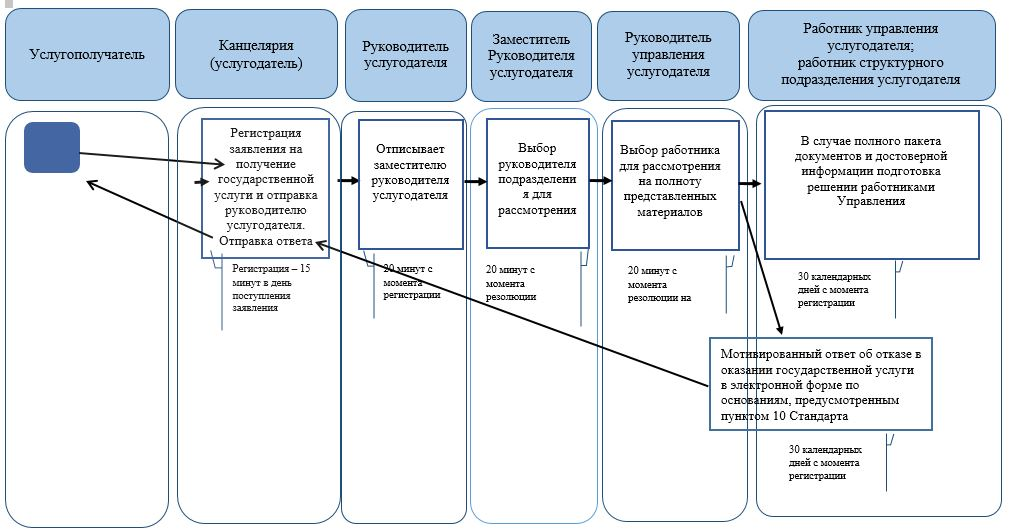 Услугополучатель
Канцелярия
(услугодатель)
Руководитель
услугодателя
Заместитель
Руководителя
услугодателя
Руководитель
управления
услугодателя
Работник управления
услугодателя;
работник структурного
подразделения услугодателя
Регистрация
заявления на
получение
государственной
услуги и отправка
руководителю
услугодателя.
Отправка ответа
Отписывает
заместителю
руководителя
услугодателя
Выбор
руководителя
подразделени
я для
рассмотрения
Выбор работника
для рассмотрения
на полноту
представленных
материалов
В случае полного пакета
документов и достоверной
информации подготовка
решении работниками
Управления
Регистрация – 15
минут в день
поступления
заявления
20 минут с
момента
регистрации
20 минут с
момента
резолюции
20 минут с
момента
резолюции на
30 календарных
дней с момента
регистрации
Мотивированный ответ об отказе в
оказании государственной услуги
в электронной форме по
основаниям, предусмотренным
пунктом 10 Стандарта
30 календарных
дней с момента
регистрации